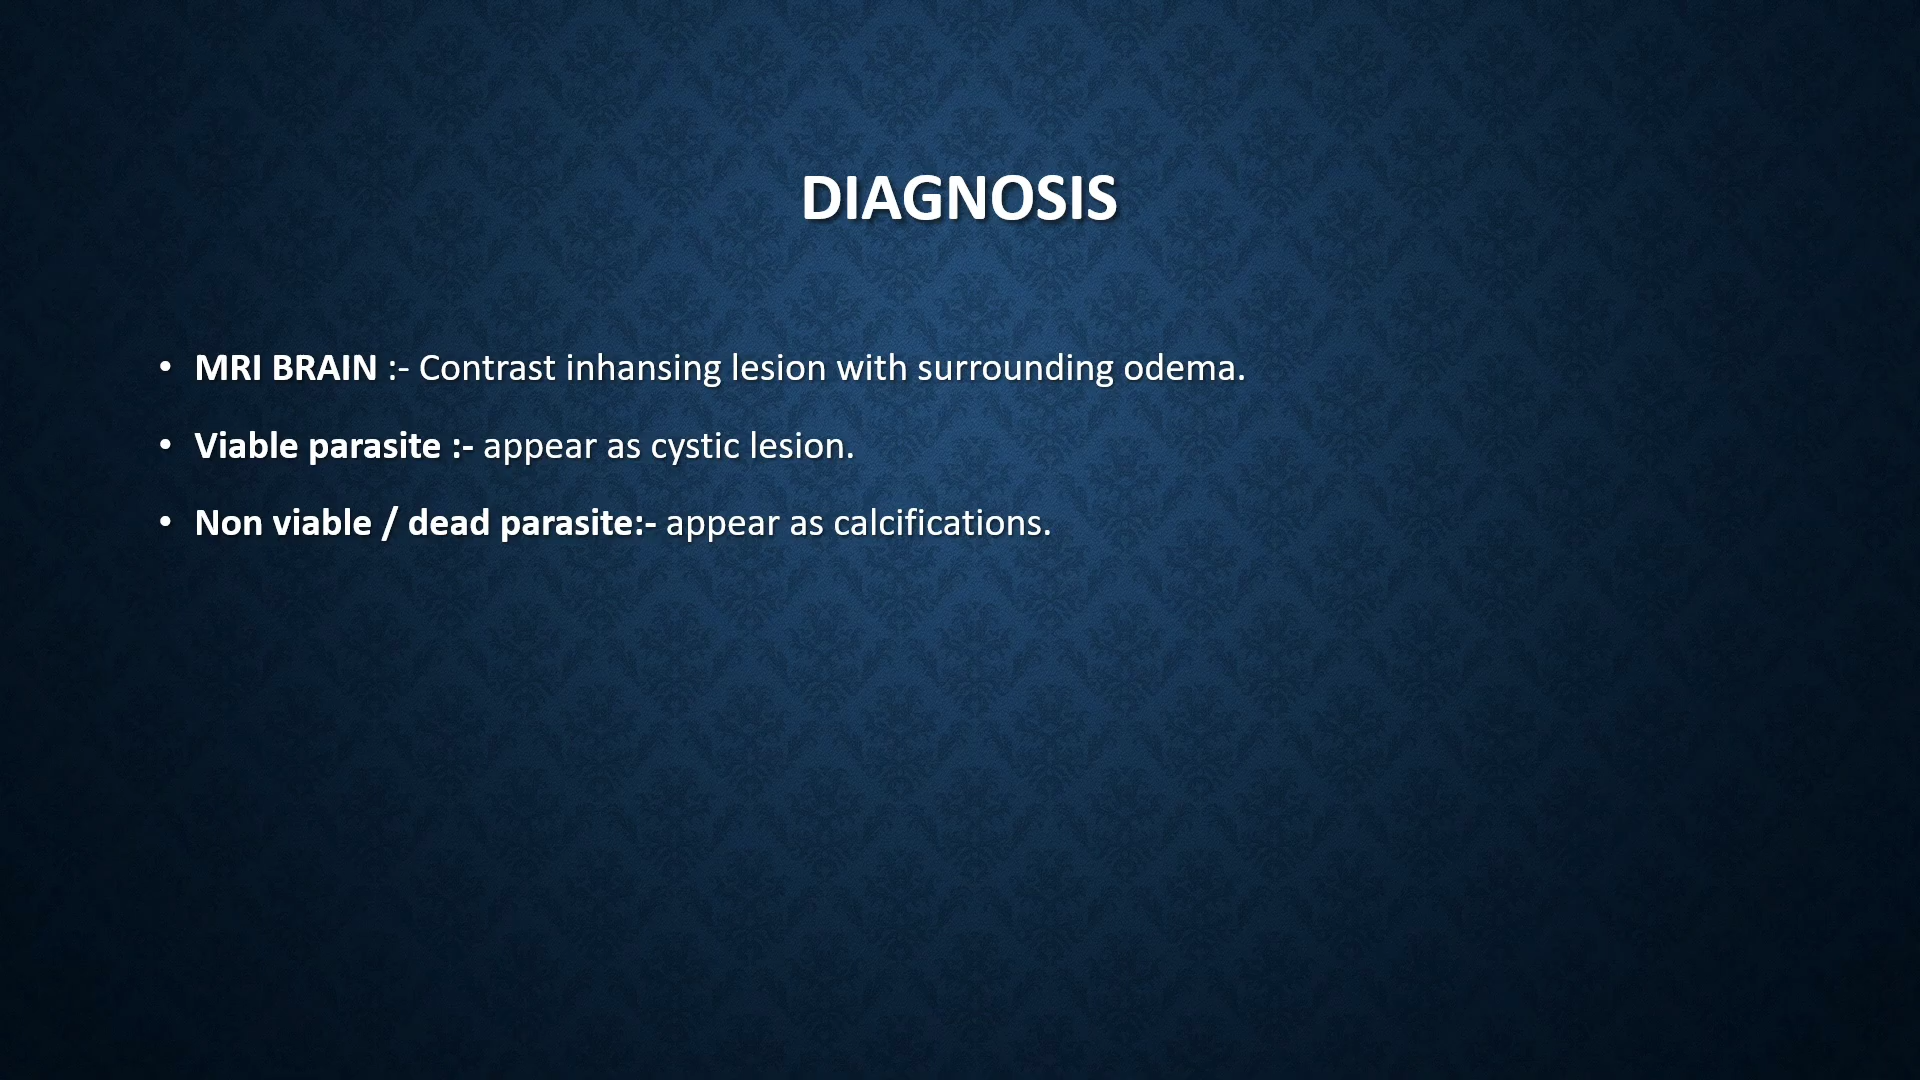 DIAGNOSIS
• MRI BRAIN :- Contrast inhansing lesion with surrounding odema.
• Viable parasite :- appear as cystic lesion.
• Non viable / dead parasite:- appear as calcifications.